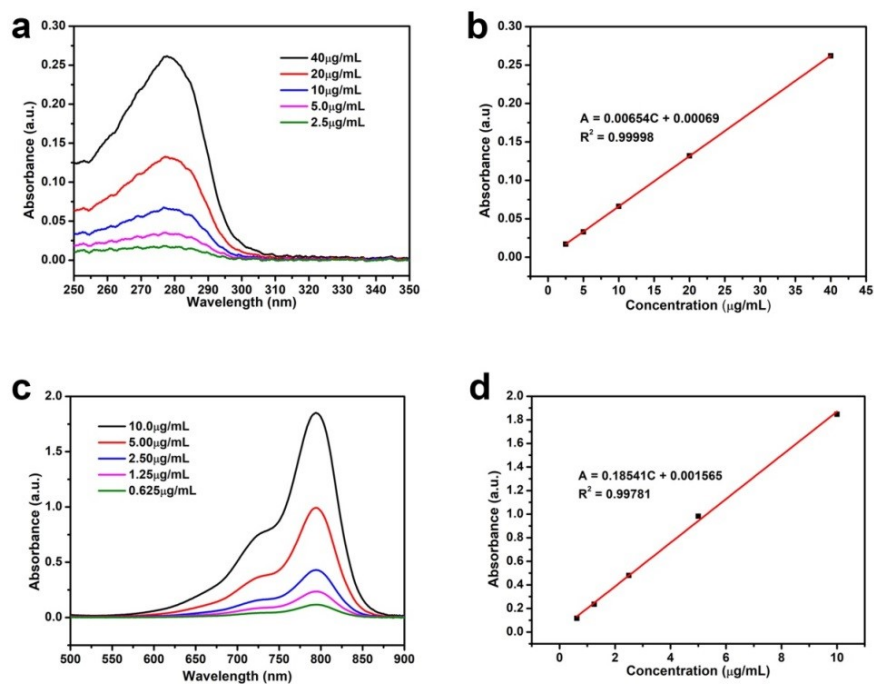 a
0.30
0.25
0.20
0.15
0.10
0.05
0.00
Absorbance (a.u.)
40μg/mL
20μg/mL
10μg/mL
5.0μg/mL
2.5μg/mL
250 260 270 280 290 300 310 320 330 340 350
Wavelength (nm)
b
0.30
0.25
0.20
0.15
0.10
0.05
0.00
Absorbance (a.u)
A = 0.00654C + 0.00069
R² = 0.99998
0 5 10 15 20 25 30 35 40 45
Concentration (μg/mL)
c
2.0
1.5
1.0
0.5
0.0
Absorbance (a.u.)
10.0μg/mL
5.00μg/mL
2.50μg/mL
1.25μg/mL
0.625μg/mL
500 550 600 650 700 750 800 850 900
Wavelength (nm)
d
2.0
1.8
1.6
1.4
1.2
1.0
0.8
0.6
0.4
0.2
0.0
Absorbance (a.u.)
A = 0.18541C + 0.001565
R² = 0.99781
0 2 4 6 8 10
Concentration (μg/mL)